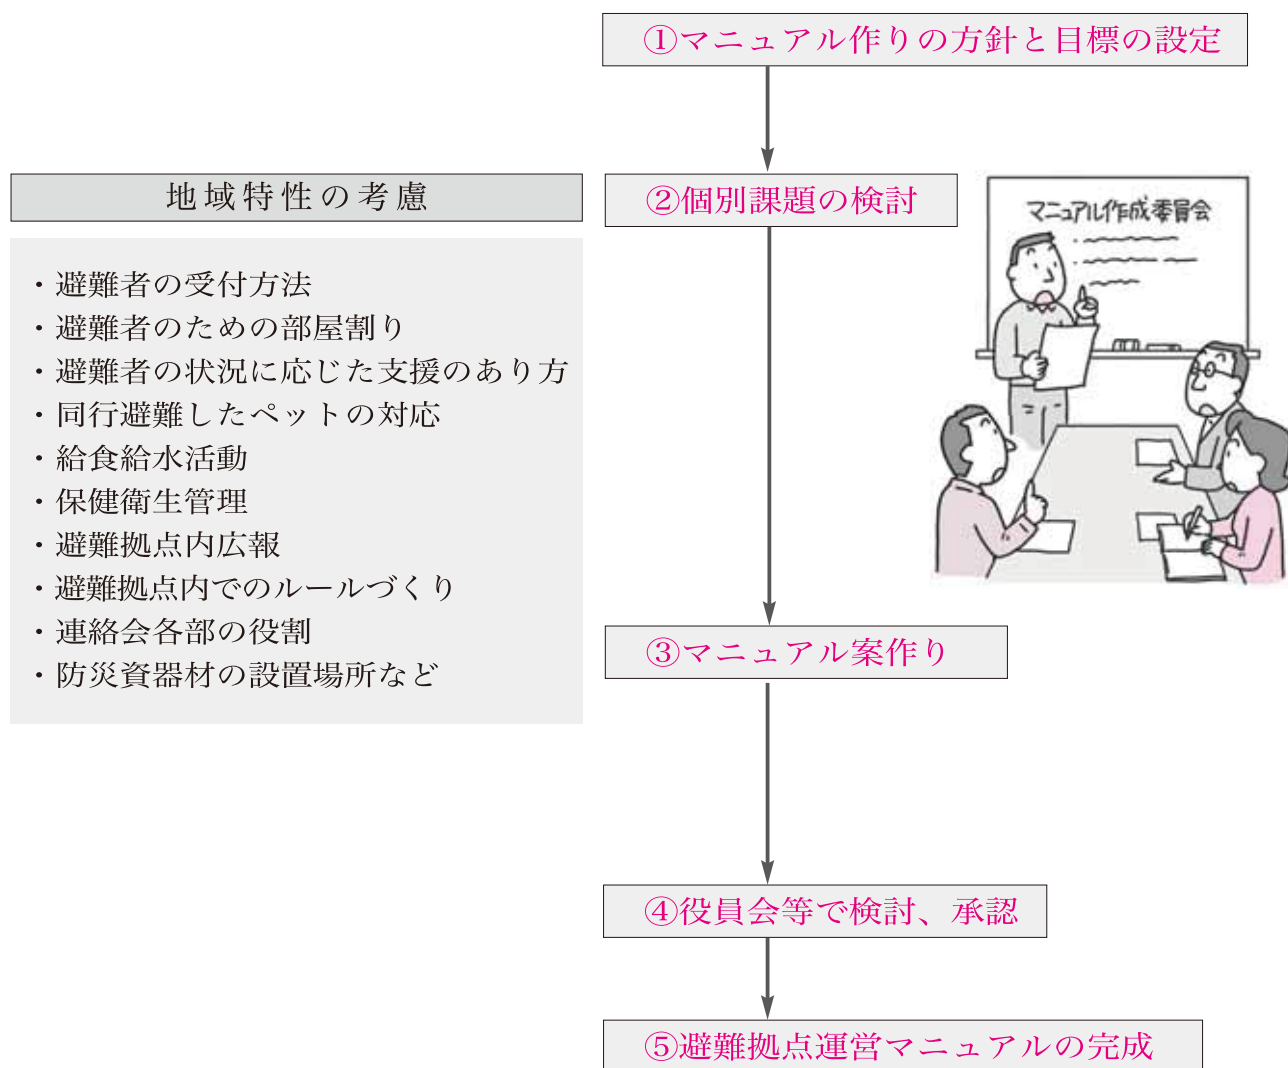 ①マニュアル作りの方針と目標の設定
地域特性の考慮
・避難者の受付方法
・避難者のための部屋割り
・避難者の状況に応じた支援のあり方
・同行避難したペットの対応
・給食給水活動
・保健衛生管理
・避難拠点内広報
・避難拠点内でのルールづくり
・連絡会各部の役割
・防災資器材の設置場所など
②個別課題の検討
マニュアル作成委員会
③マニュアル案作り
④役員会等で検討、承認
⑤避難拠点運営マニュアルの完成